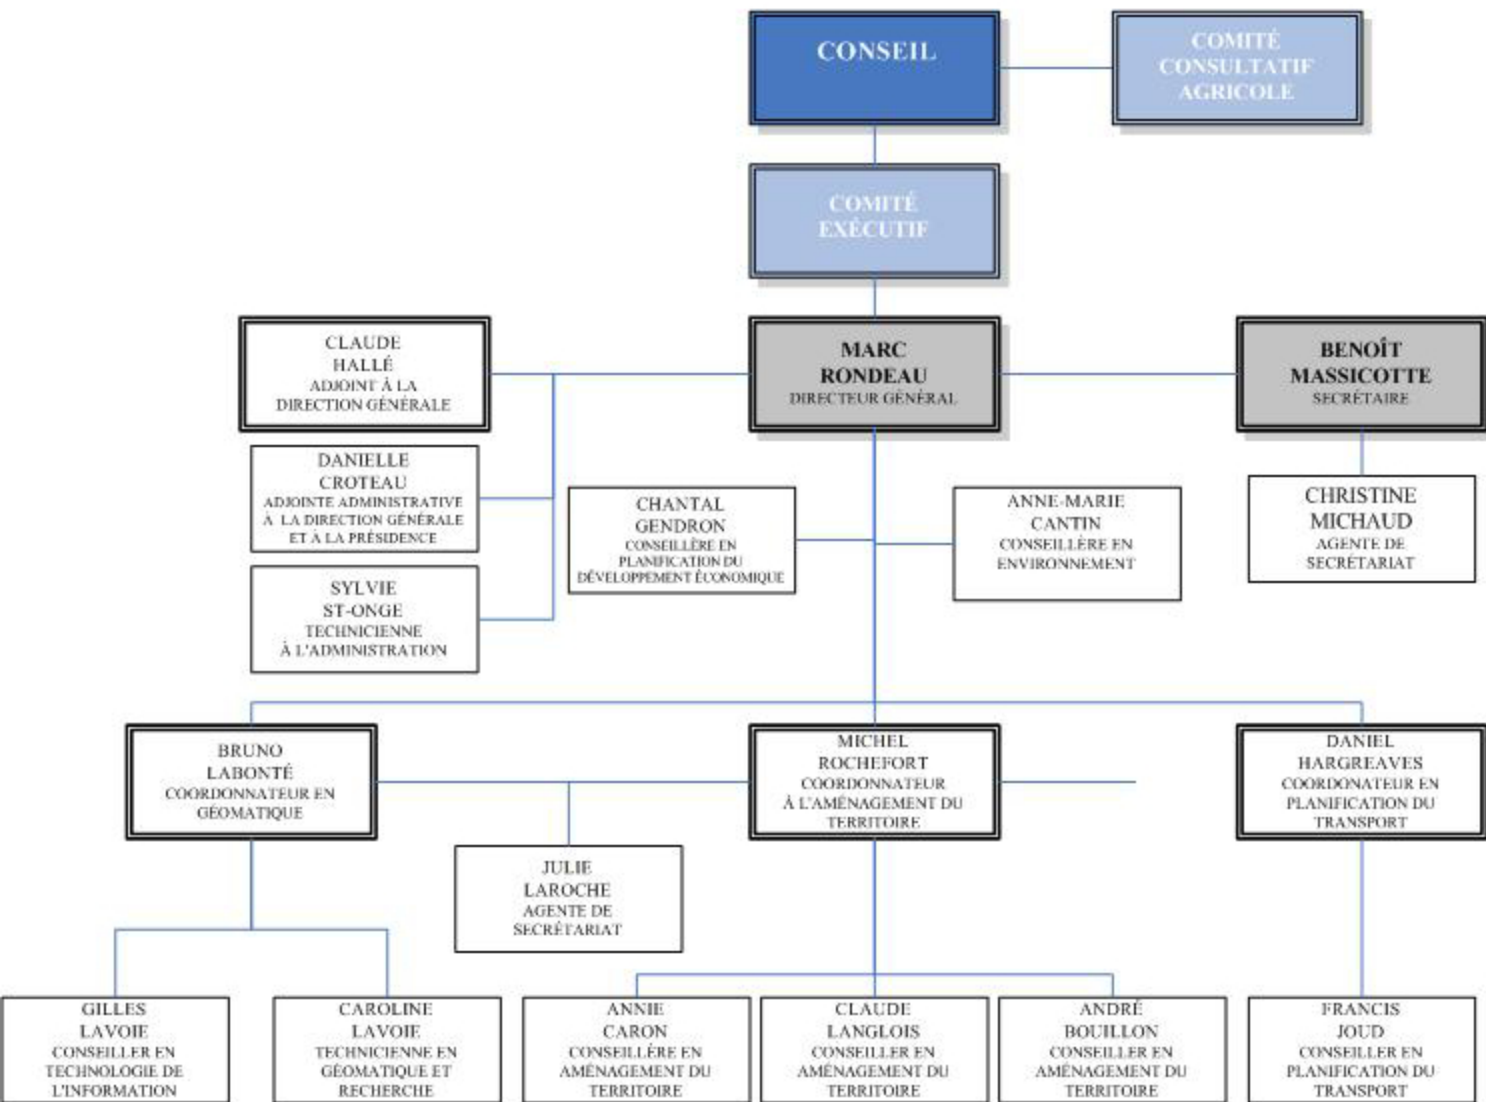 CONSEIL
COMITÉ
CONSULTATIF
AGRICOLE
COMITÉ
EXÉCUTIF
CLAUDE
HALLÉ
ADJOINT À LA
DIRECTION GÉNÉRALE
MARC
RONDEAU
DIRECTEUR GÉNÉRAL
BENOÎT
MASSICOTTE
SECRÉTAIRE
DANIELLE
CROTEAU
ADJOINTE ADMINISTRATIVE
À LA DIRECTION GÉNÉRALE
ET À LA PRÉSIDENCE
CHANTAL
GENDRON
CONSEILLÈRE EN
PLANIFICATION DU
DÉVELOPPEMENT ÉCONOMIQUE
ANNE-MARIE
CANTIN
CONSEILLÈRE EN
ENVIRONNEMENT
CHRISTINE
MICHAUD
AGENTE DE
SECRÉTARIAT
SYLVIE
ST-ONGE
TECHNICIENNE
À L'ADMINISTRATION
BRUNO
LABONTÉ
COORDONNATEUR EN
GÉOMATIQUE
MICHEL
ROCHEFORT
COORDONNATEUR
À L'AMÉNAGEMENT DU
TERRITOIRE
DANIEL
HARGREAVES
COORDONATEUR EN
PLANIFICATION DU
TRANSPORT
JULIE
LAROCHE
AGENTE DE
SECRÉTARIAT
GILLES
LAVOIE
CONSEILLER EN
TECHNOLOGIE DE
L'INFORMATION
CAROLINE
LAVOIE
TECHNICIENNE EN
GÉOMATIQUE ET
RECHERCHE
ANNIE
CARON
CONSEILLÈRE EN
AMÉNAGEMENT DU
TERRITOIRE
CLAUDE
LANGLOIS
CONSEILLER EN
AMÉNAGEMENT DU
TERRITOIRE
ANDRÉ
BOUILLON
CONSEILLER EN
AMÉNAGEMENT DU
TERRITOIRE
FRANCIS
JOUD
CONSEILLER EN
PLANIFICATION DU
TRANSPORT